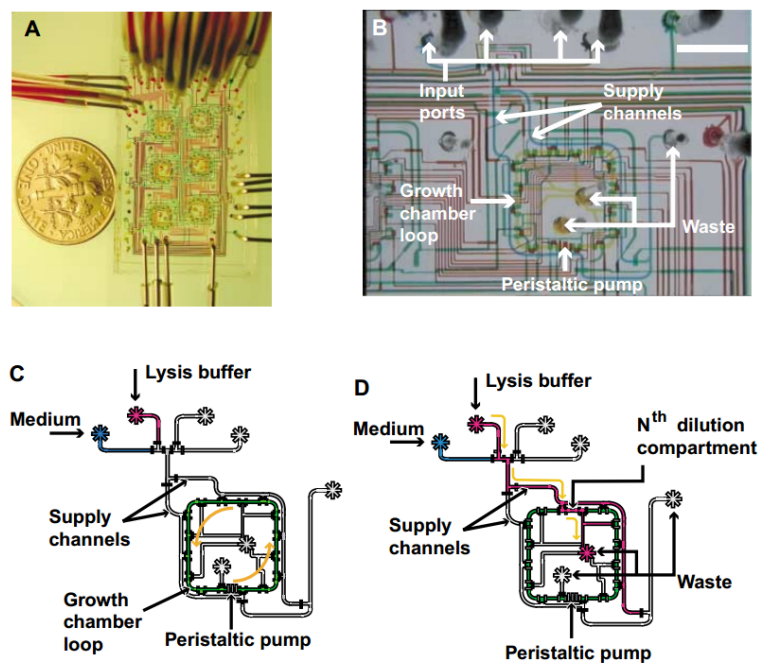 A
B
Input
ports
Supply
channels
Growth
chamber
loop
Waste
Peristaltic pump
C
Lysis buffer
Medium
Supply
channels
Growth
chamber
loop
Peristaltic pump
D
Lysis buffer
Medium
Nth dilution
compartment
Supply
channels
Waste
Peristaltic pump